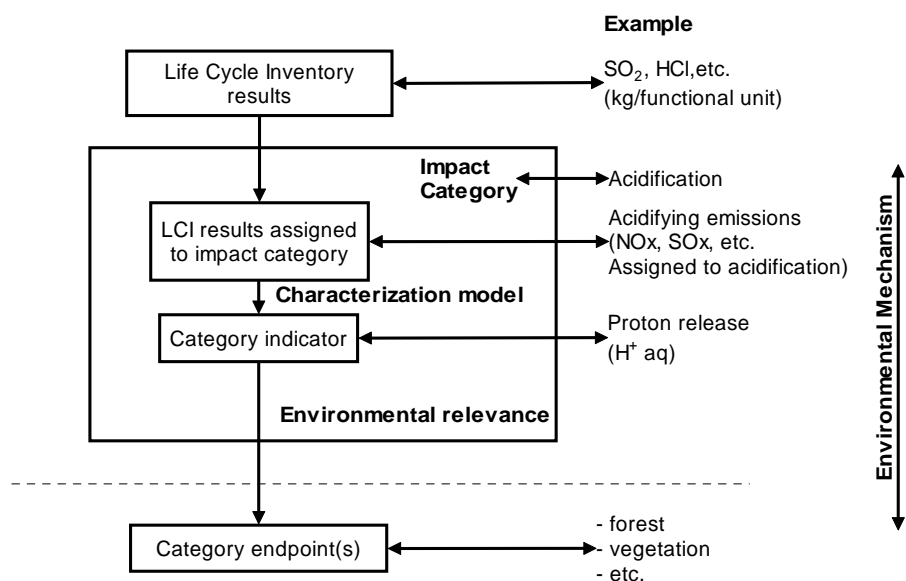 Example
Life Cycle Inventory
results
SO₂, HCl,etc.
(kg/functional unit)
Impact
Category
Acidification
LCI results assigned
to impact category
Acidifying emissions
(NOx, SOx, etc.
Assigned to acidification)
Characterization model
Category indicator
Proton release
(H⁺ aq)
Environmental relevance
Environmental Mechanism
Category endpoint(s)
- forest
- vegetation
- etc.